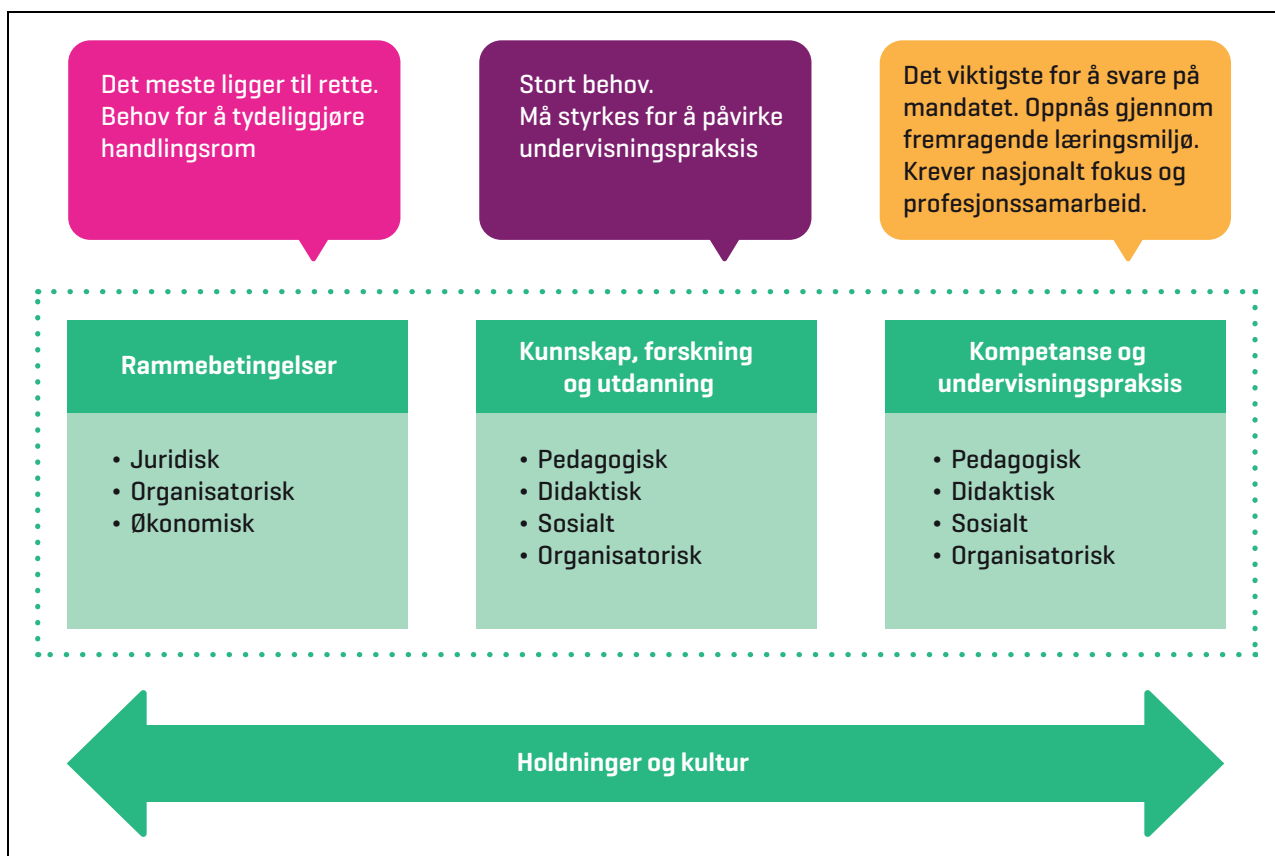 Det meste ligger til rette.
Behov for å tydeliggjøre
handlingsrom
Stort behov.
Må styrkes for å påvirke
undervisningspraksis
Det viktigste for å svare på
mandatet. Oppnås gjennom
fremragende læringsmiljø.
Krever nasjonalt fokus og
profesjonssamarbeid.
Rammebetingelser
• Juridisk
• Organisatorisk
• Økonomisk
Kunnskap, forskning
og utdanning
• Pedagogisk
• Didaktisk
• Sosialt
• Organisatorisk
Kompetanse og
undervisningspraksis
• Pedagogisk
• Didaktisk
• Sosialt
• Organisatorisk
Holdninger og kultur